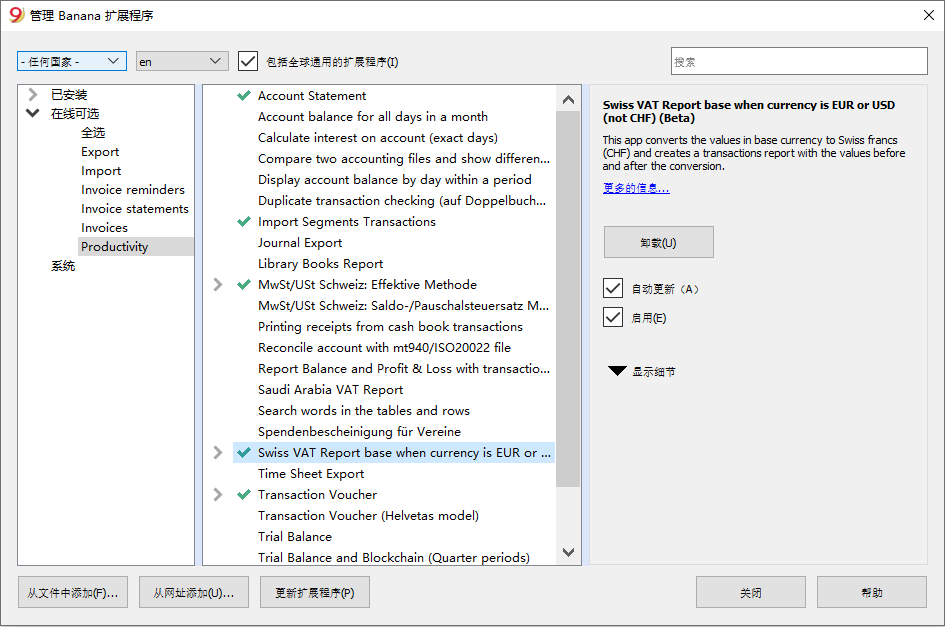 管理 Banana 扩展程序
- 任何国家 -
en
包括全球通用的扩展程序(I)
搜索
已安装
在线可选
全选
Export
Import
Invoice reminders
Invoice statements
Invoices
Productivity
系统
Account Statement
Account balance for all days in a month
Calculate interest on account (exact days)
Compare two accounting files and show differen...
Display account balance by day within a period
Duplicate transaction checking (auf Doppelbuch...
Import Segments Transactions
Journal Export
Library Books Report
MwSt/USt Schweiz: Effektive Methode
MwSt/USt Schweiz: Saldo-/Pauschalsteuersatz M...
Printing receipts from cash book transactions
Reconcile account with mt940/ISO20022 file
Report Balance and Profit & Loss with transactio...
Saudi Arabia VAT Report
Search words in the tables and rows
Spendenbescheinigung für Vereine
Swiss VAT Report base when currency is EUR or ...
Time Sheet Export
Transaction Voucher
Transaction Voucher (Helvetas model)
Trial Balance
Trial Balance and Blockchain (Quarter periods)
Swiss VAT Report base when currency is EUR or USD
(not CHF) (Beta)
This app converts the values in base currency to Swiss francs
(CHF) and creates a transactions report with the values before
and after the conversion.
更多的信息...
卸载(U)
自动更新（A）
启用(E)
显示细节
从文件中添加(F)...
从网址添加(U)...
更新扩展程序(P)
关闭
帮助